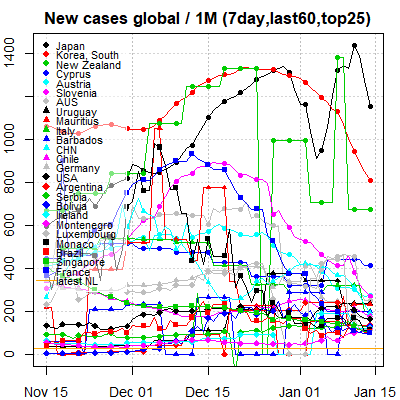 New cases global / 1M (7day,last60,top25)
Japan
Korea, South
New Zealand
Cyprus
Austria
Slovenia
AUS
Uruguay
Mauritius
Italy
Barbados
CHN
Chile
Germany
USA
Argentina
Serbia
Bolivia
Ireland
Montenegro
Luxembourg
Monaco
Brazil
Singapore
France
latest NL
0
200
400
600
800
1000
1400
Nov 15
Dec 01
Dec 15
Jan 01
Jan 15